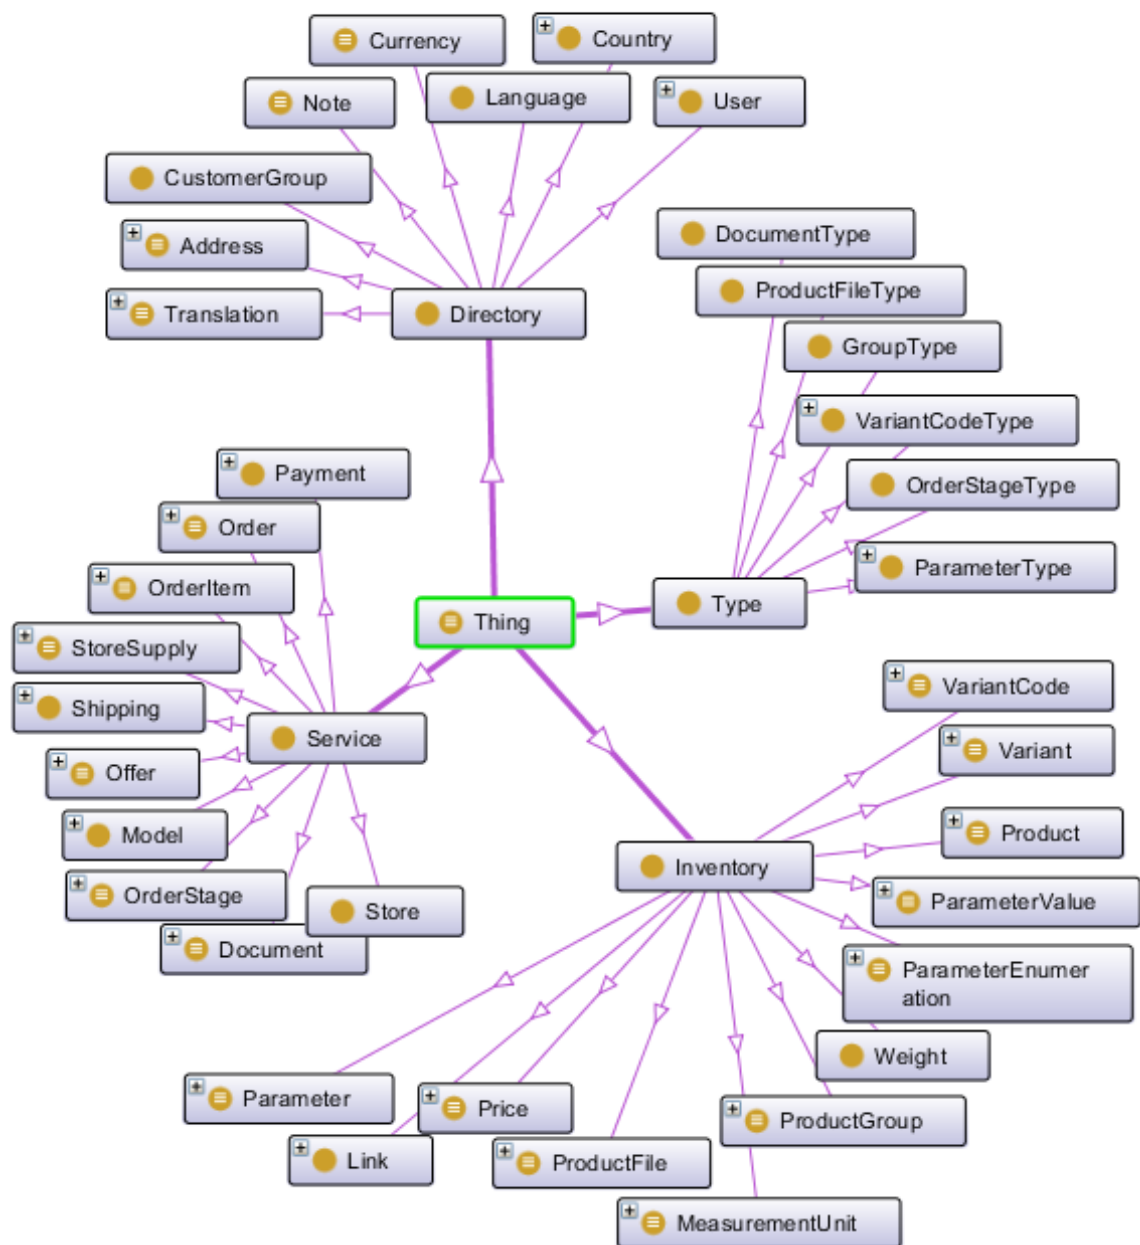 Currency
Country
Language
User
Note
CustomerGroup
Address
Translation
Directory
DocumentType
ProductFileType
GroupType
VariantCodeType
OrderStageType
ParameterType
Type
Payment
Order
OrderItem
StoreSupply
Shipping
Offer
Model
OrderStage
Document
Store
Service
Thing
VariantCode
Variant
Product
ParameterValue
ParameterEnumer
ation
Weight
Inventory
Parameter
Price
Link
ProductFile
ProductGroup
MeasurementUnit